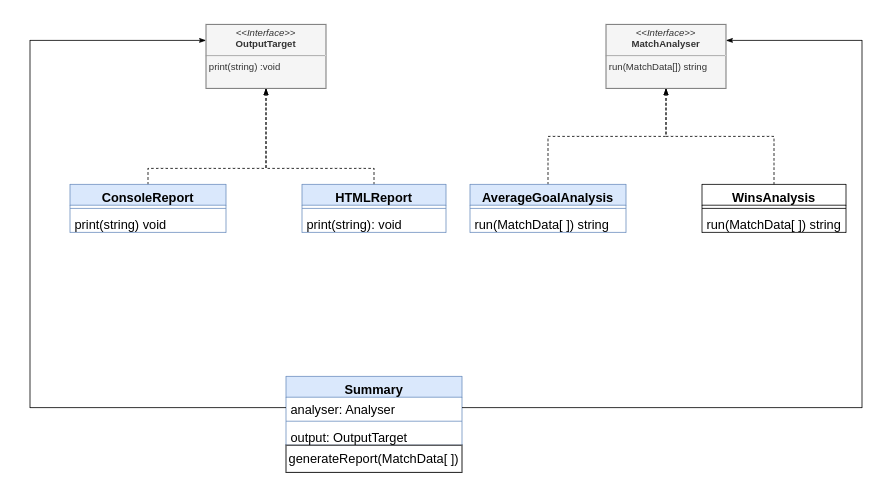 <<Interface>>
OutputTarget
print(string) :void
<<Interface>>
MatchAnalyser
run(MatchData[]) string
ConsoleReport
print(string) void
HTMLReport
print(string): void
AverageGoalAnalysis
run(MatchData[ ]) string
WinsAnalysis
run(MatchData[ ]) string
Summary
analyser: Analyser
output: OutputTarget
generateReport(MatchData[ ])